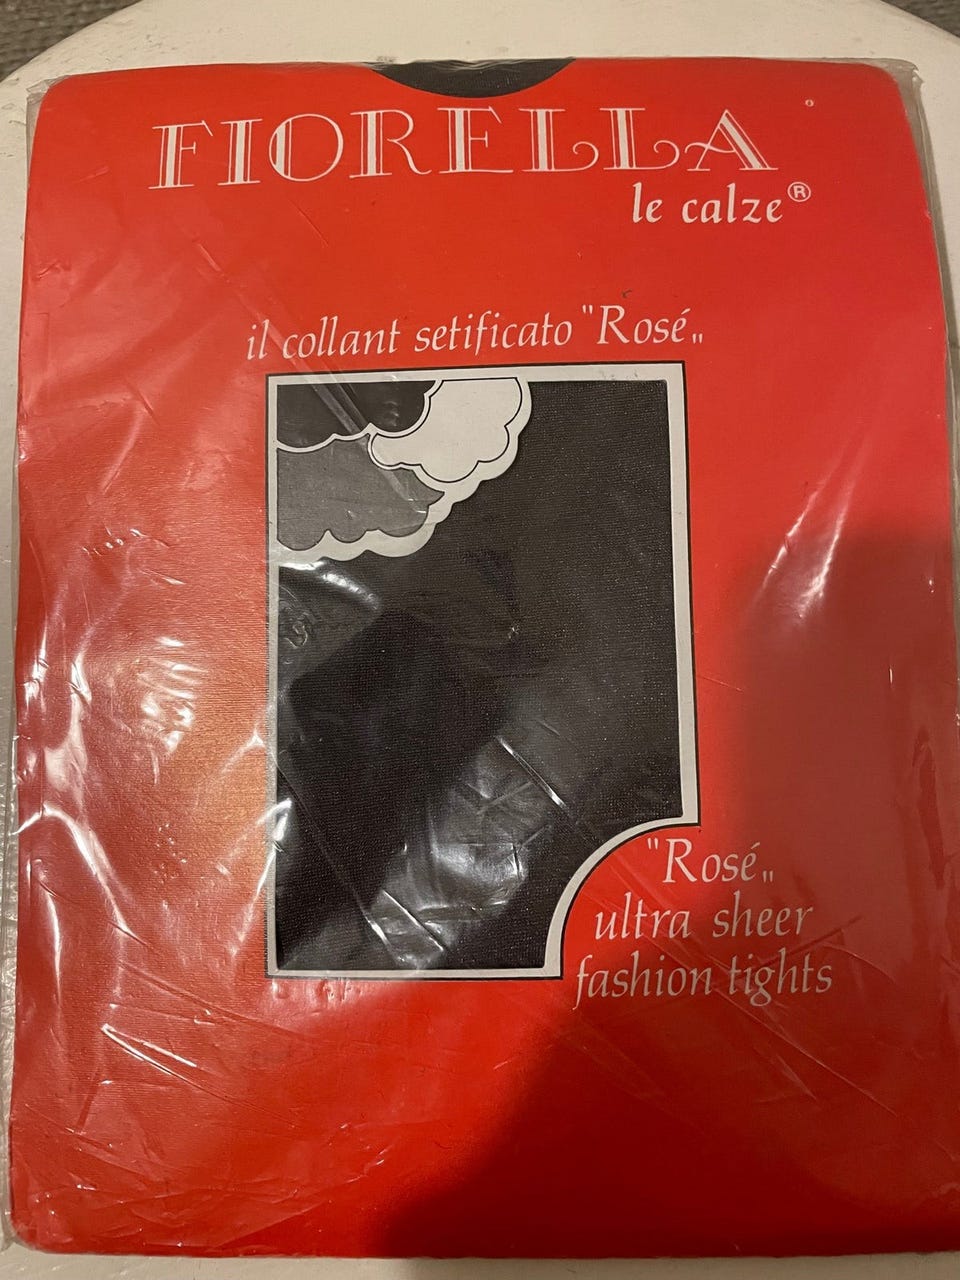 FIORELLA
le calze®
il collant setificato "Rosé„
"Rosé„
ultra sheer
fashion tights